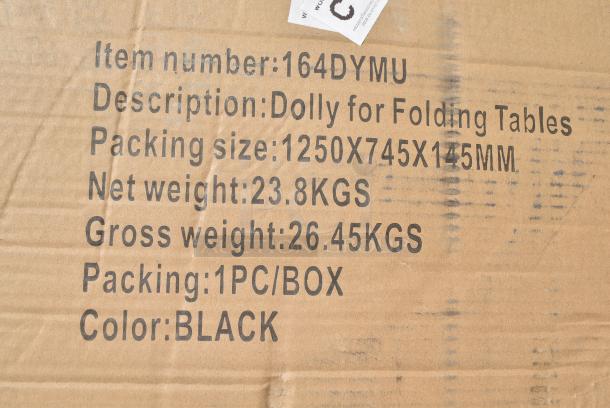 C
Item number:164DYMU
Description:Dolly for Folding Tables
Packing size:1250X745X145MM
Net weight:23.8KGS
Gross weight:26.45KGS
Packing:1PC/BOX
Color:BLACK